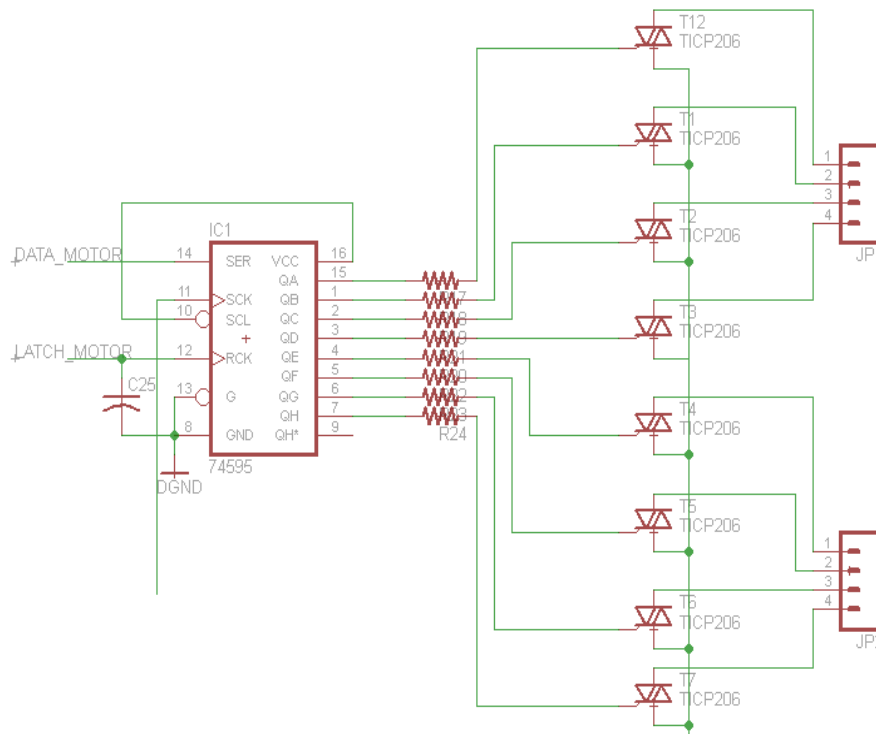 T12
TICP206
T1
TICP206
1
2
3
4
JP
T2
TICP206
IC1
DATA_MOTOR
14
SER
VCC
16
QA
15
11
SCK
QB
1
10
SCL
QC
2
QD
3
LATCH_MOTOR
12
RCK
QE
4
QF
5
C25
13
G
QG
6
QH
7
8
GND
QH*
9
R24
74595
DGND
T3
TICP206
T4
TICP206
T5
TICP206
1
2
3
4
T6
TICP206
T7
TICP206